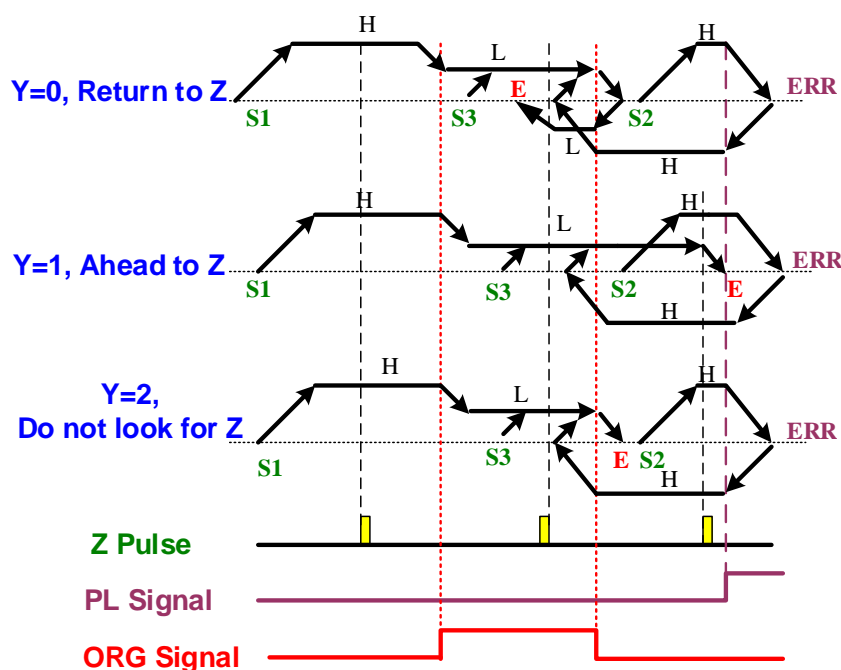 H
H
L
Y=0, Return to Z
E
ERR
S1
S3
S2
L
H
H
H
L
Y=1, Ahead to Z
ERR
S1
S3
S2
E
H
H
H
Y=2,
L
Do not look for Z
ERR
S1
S3
E
S2
H
Z Pulse
PL Signal
ORG Signal